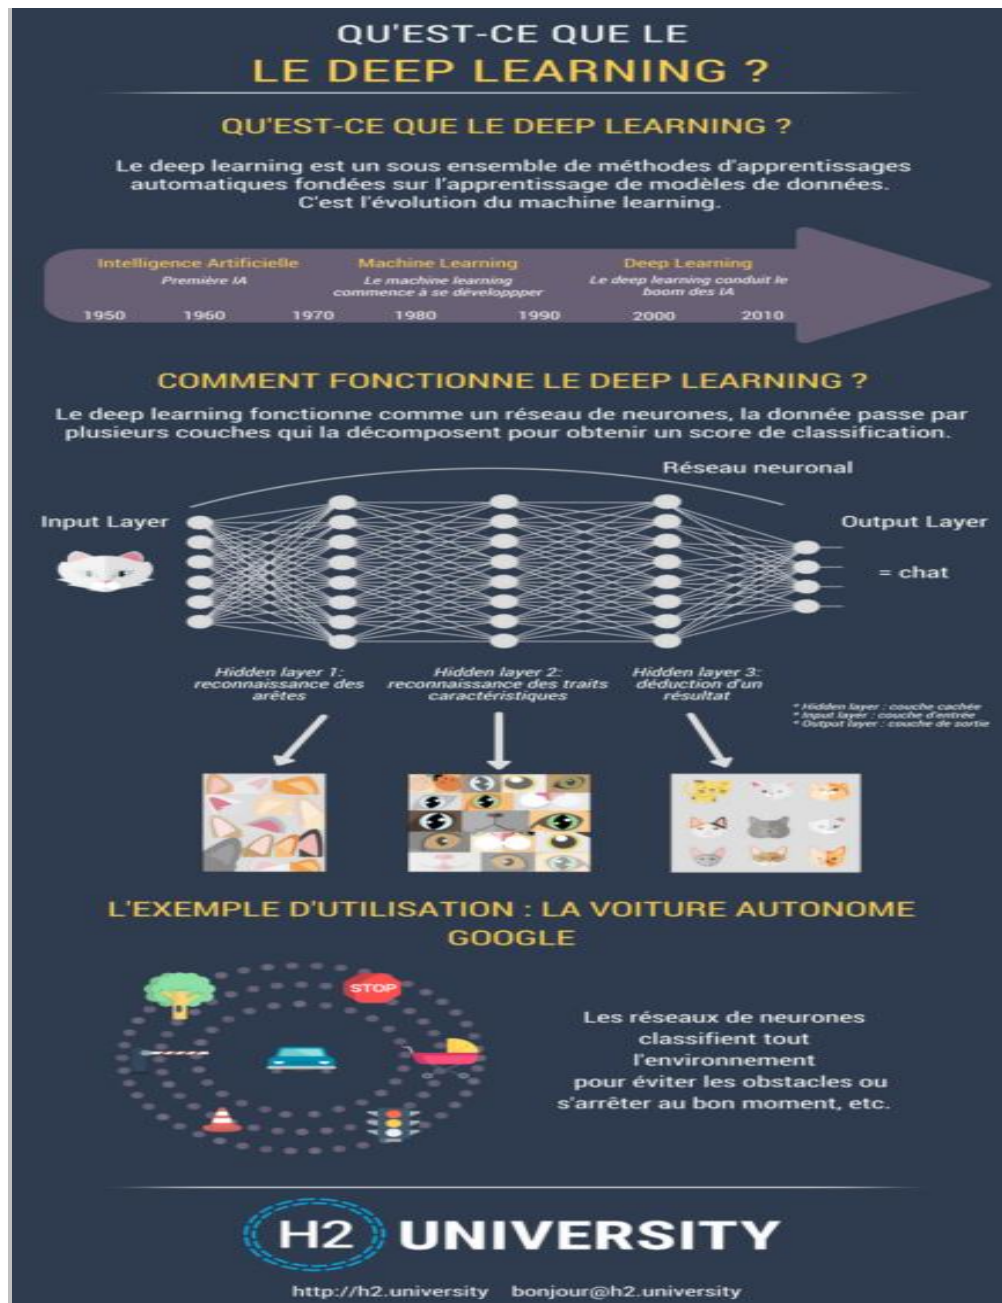 QU'EST-CE QUE LE
LE DEEP LEARNING ?
QU'EST-CE QUE LE DEEP LEARNING ?
Le deep learning est un sous ensemble de méthodes d'apprentissages
automatiques fondées sur l'apprentissage de modèles de données.
C'est l'évolution du machine learning.
Intelligence Artificielle
Première IA
Machine Learning
Le machine learning
commence à se développper
Deep Learning
Le deep learning conduit le
boom des IA
1950 1960 1970 1980 1990 2000 2010
COMMENT FONCTIONNE LE DEEP LEARNING ?
Le deep learning fonctionne comme un réseau de neurones, la donnée passe par
plusieurs couches qui la décomposent pour obtenir un score de classification.
Réseau neuronal
Input Layer
Output Layer
= chat
Hidden layer 1:
reconnaissance des
arêtes
Hidden layer 2:
reconnaissance des traits
caractéristiques
Hidden layer 3:
déduction d'un
résultat
* Hidden layer : couche cachée
* Input layer : couche d'entrée
* Output layer : couche de sortie
L'EXEMPLE D'UTILISATION : LA VOITURE AUTONOME
GOOGLE
STOP
Les réseaux de neurones
classifient tout
l'environnement
pour éviter les obstacles ou
s'arrêter au bon moment, etc.
H2 UNIVERSITY
http://h2.university bonjour@h2.university